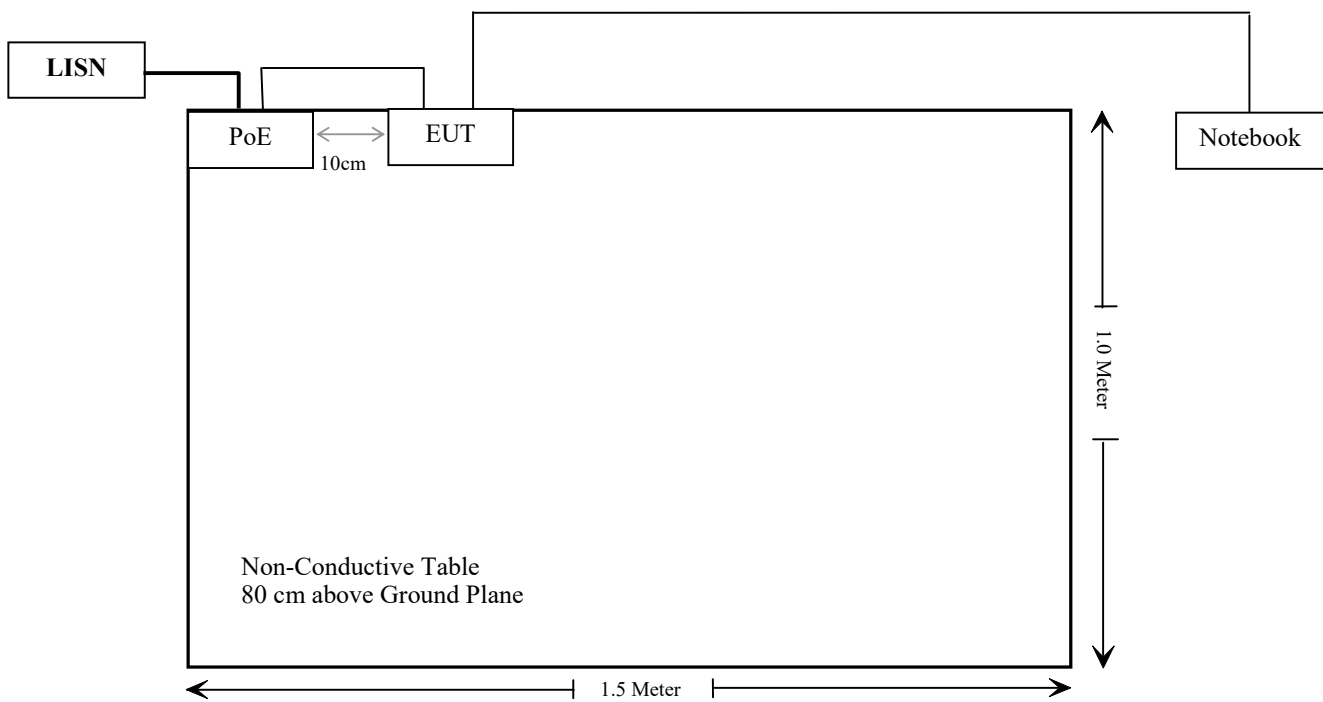 LISN
PoE
EUT
Notebook
10cm
1.0 Meter
Non-Conductive Table
80 cm above Ground Plane
1.5 Meter